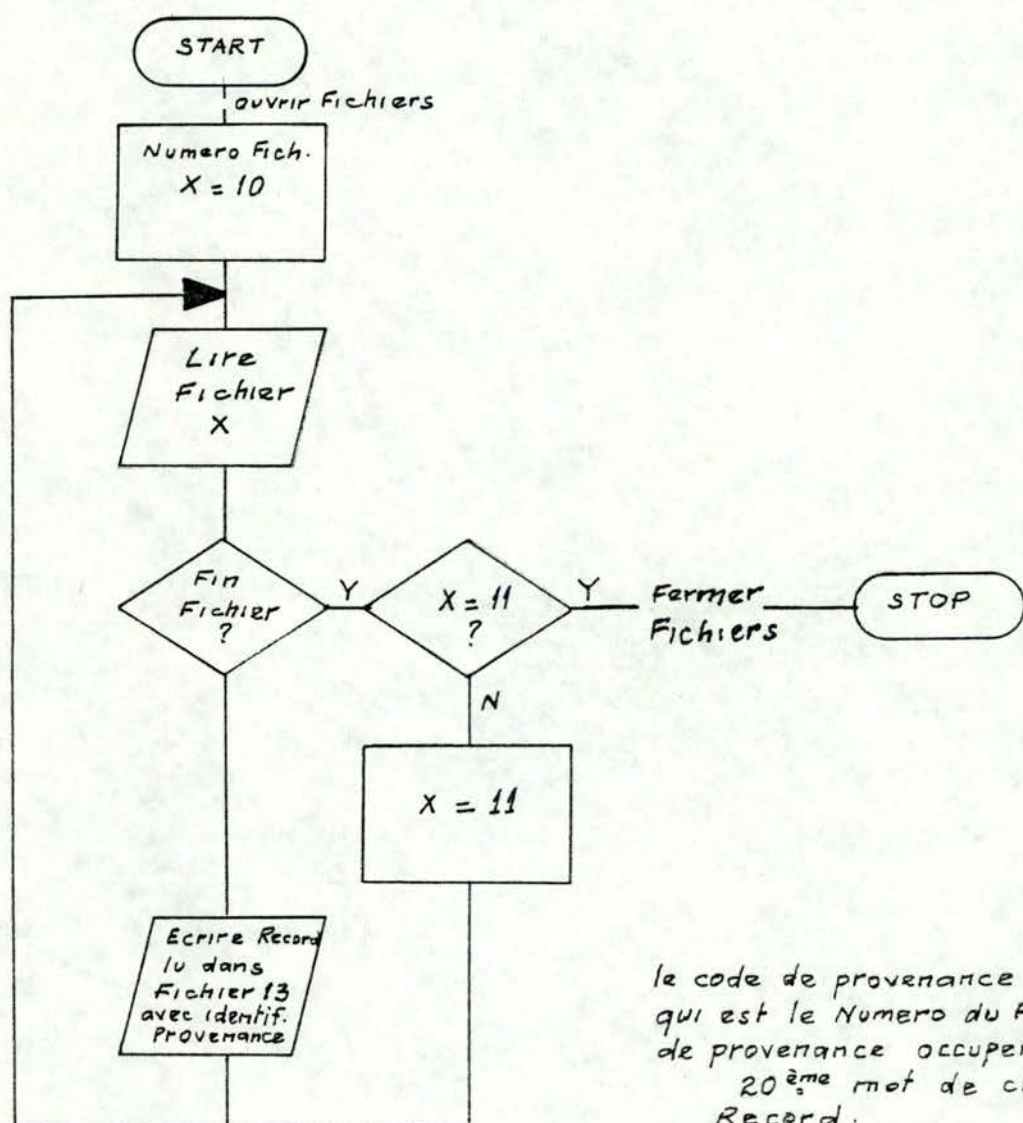 START
ouvrir Fichiers
Numero Fich.
X = 10
Lire
Fichier
X
Fin
Fichier
?
Y
X = 11
?
Y
Fermer
Fichiers
STOP
N
X = 11
Ecrire Record
lu dans
Fichier 13
avec identif.
Provenance
le code de provenance
qui est le Numero du
de provenance
20ème mot de
Record.